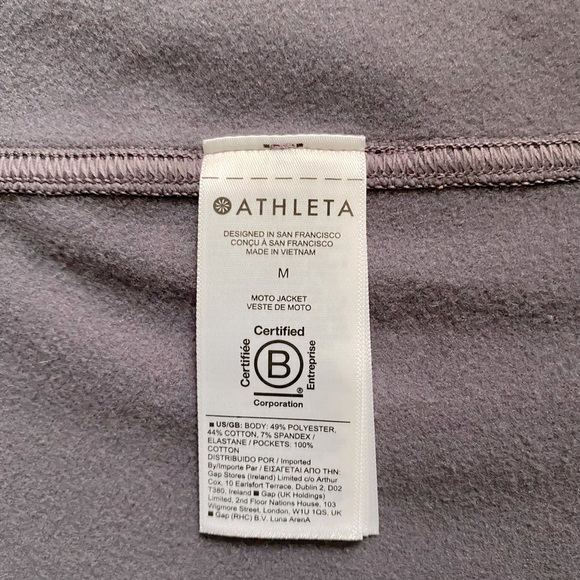 ATHLETA
DESIGNED IN SAN FRANCISCO
CONÇU À SAN FRANCISCO
MADE IN VIETNAM
M
MOTO JACKET
VESTE DE MOTO
Certified
Certifiée
B
Entreprise
Corporation
■ US/GB: BODY: 49% POLYESTER,
44% COTTON, 7% SPANDEX /
ELASTANE / POCKETS: 100%
COTTON
DISTRIBUIDO POR / Imported
By/Importe Par / ΕΙΣΑΓΕΤΑΙ ΑΠΟ ΤΗΝ:
Gap Stores (Ireland) Limited c/o Arthur
Cox, 10 Earlsfort Terrace, Dublin 2, D02
T380, Ireland ■ Gap (UK Holdings)
Limited, 2nd Floor Nations House, 103
Wigmore Street, London, W1U 1QS, UK
■ Gap (RHC) B.V. Luna ArenA